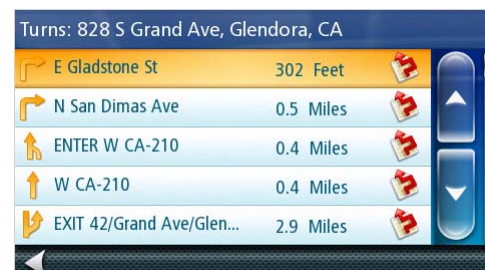 Turns: 828 S Grand Ave, Glendora, CA
E Gladstone St 302 Feet
N San Dimas Ave 0.5 Miles
ENTER W CA-210 0.4 Miles
W CA-210 0.4 Miles
EXIT 42/Grand Ave/Glen... 2.9 Miles